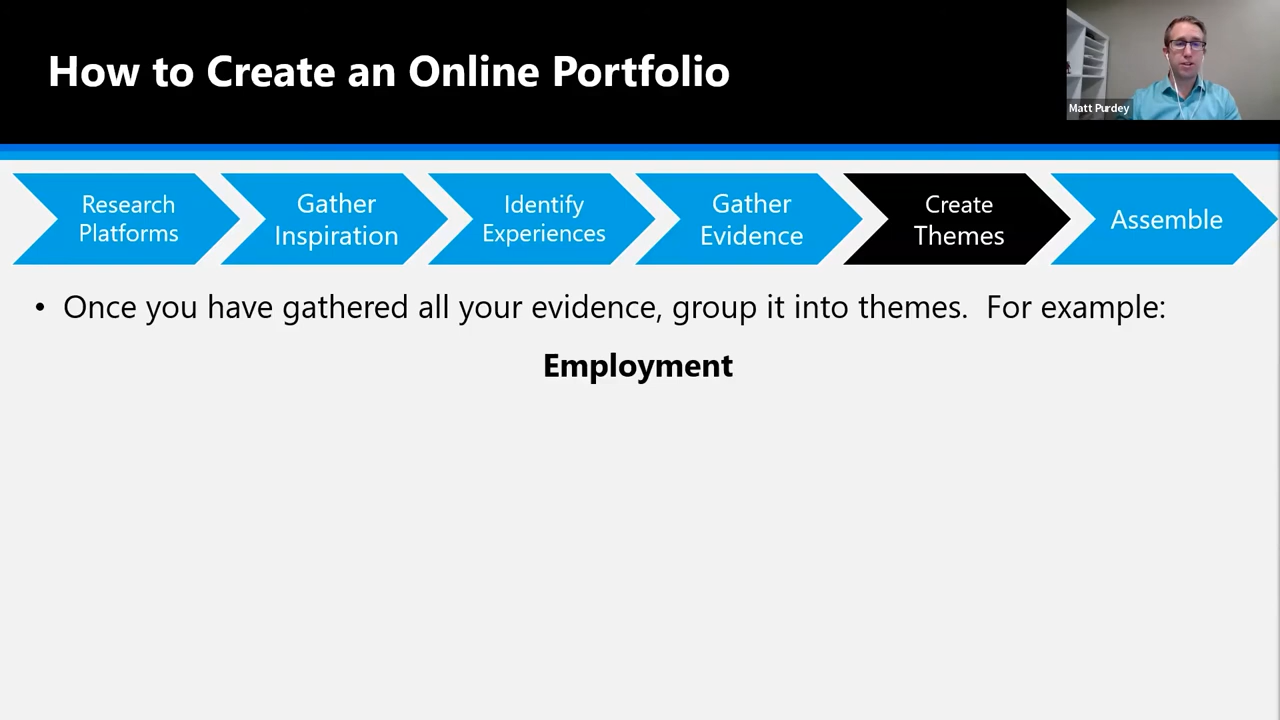 How to Create an Online Portfolio
Matt Purdey
Research
Platforms
Gather
Inspiration
Identify
Experiences
Gather
Evidence
Create
Themes
Assemble
• Once you have gathered all your evidence, group it into themes.  For example:
Employment